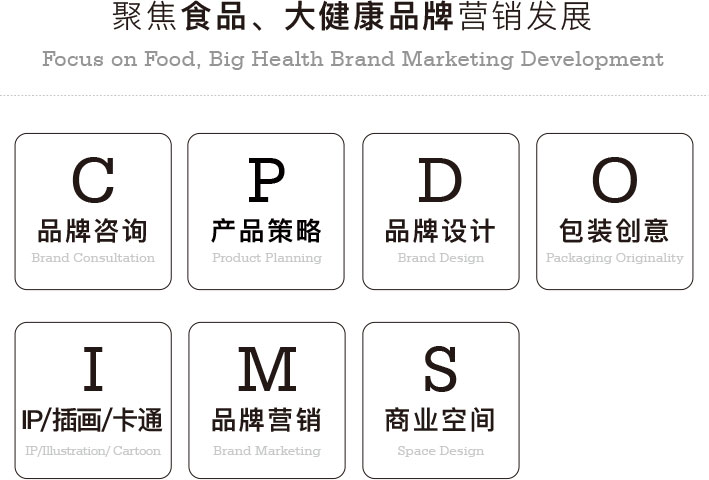 聚焦食品、大健康品牌营销发展
Focus on Food, Big Health Brand Marketing Development
C
品牌咨询
Brand Consultation
P
产品策略
Product Planning
D
品牌设计
Brand Design
O
包装创意
Packaging Originality
I
IP/插画/卡通
IP/Illustration/ Cartoon
M
品牌营销
Brand Marketing
S
商业空间
Space Design